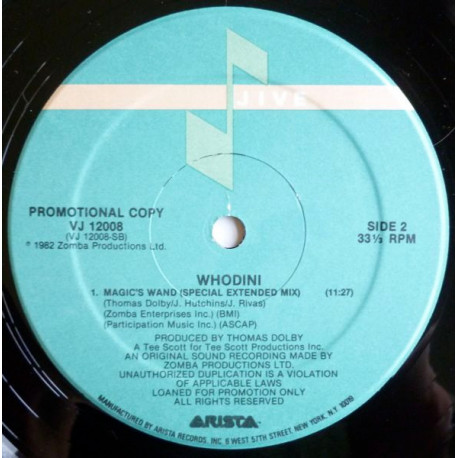 JIVE
PROMOTIONAL COPY
VJ 12008
(VJ 12008-SB)
℗ 1982 Zomba Productions Ltd.
SIDE 2
33⅓ RPM
WHODINI
1. MAGIC'S WAND (SPECIAL EXTENDED MIX) (11:27)
(Thomas Dolby/J. Hutchins/J. Rivas)
(Zomba Enterprises Inc.) (BMI)
(Participation Music Inc.) (ASCAP)
PRODUCED BY THOMAS DOLBY
A Tee Scott for Tee Scott Productions Inc.
AN ORIGINAL SOUND RECORDING MADE BY
ZOMBA PRODUCTIONS LTD.
UNAUTHORIZED DUPLICATION IS A VIOLATION
OF APPLICABLE LAWS
LOANED FOR PROMOTION ONLY
ALL RIGHTS RESERVED
ARISTA
MANUFACTURED BY ARISTA RECORDS, INC. 6 WEST 57TH STREET, NEW YORK, N.Y. 10019